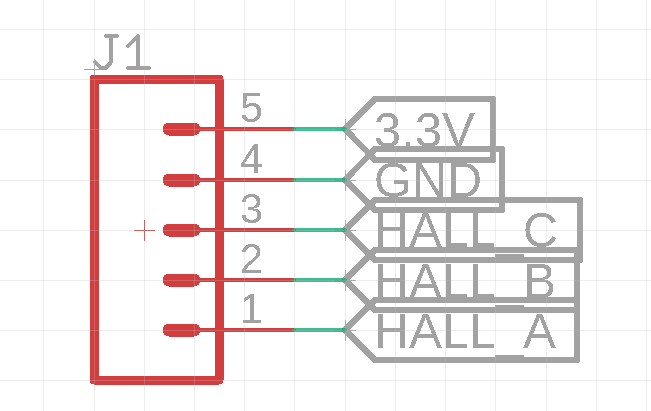 J1
5 3.3V
4 GND
3 HALL_C
2 HALL_B
1 HALL_A